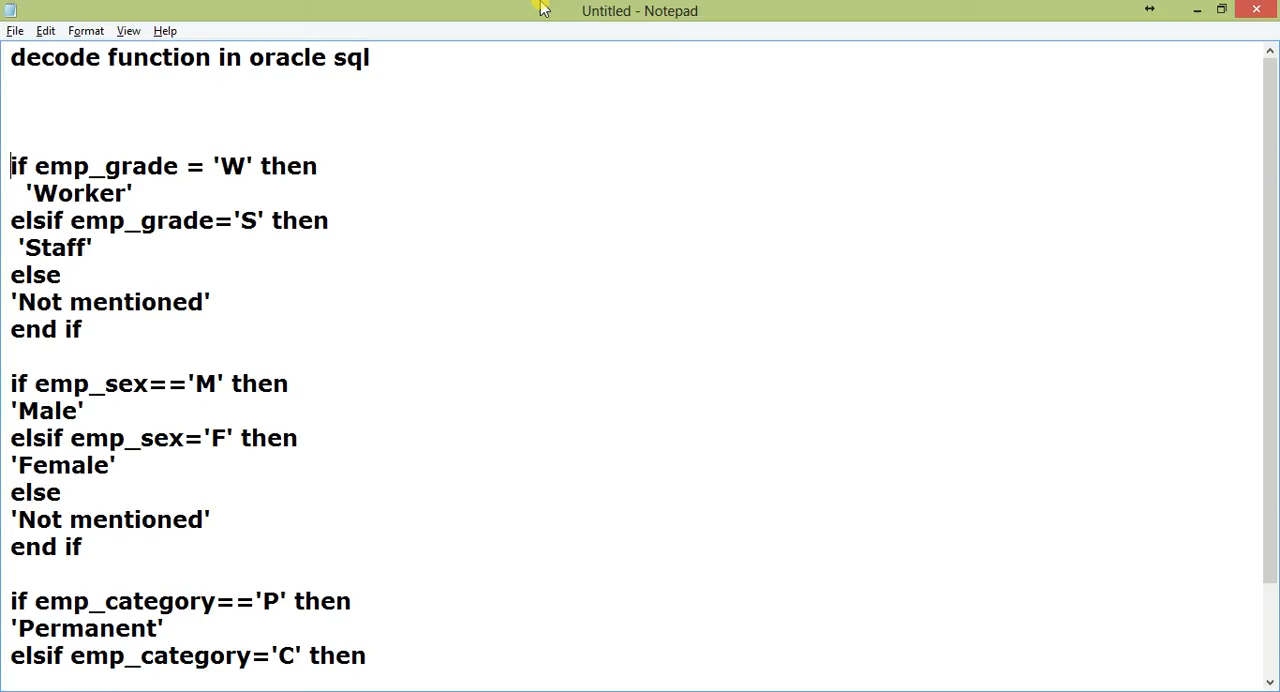 Untitled - Notepad
File Edit Format View Help
decode function in oracle sql
if emp_grade = 'W' then
'Worker'
elsif emp_grade='S' then
'Staff'
else
'Not mentioned'
end if
if emp_sex=='M' then
'Male'
elsif emp_sex='F' then
'Female'
else
'Not mentioned'
end if
if emp_category=='P' then
'Permanent'
elsif emp_category='C' then